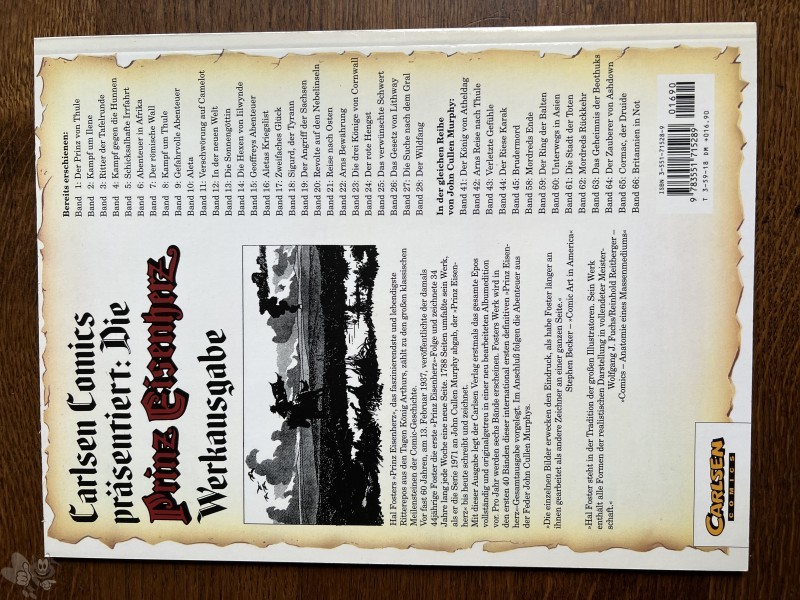 Carlsen Comics
präsentiert: Die
Prinz Eisenherz
Werkausgabe
Hal Fosters »Prinz Eisenherz«, das faszinierendste und lebendigste
Ritterepos aus den Tagen König Arthurs, zählt zu den großen klassischen
Meilensteinen der Comic-Geschichte.
Vor fast 60 Jahren, am 13. Februar 1937, veröffentlichte der damals
44jährige Foster die erste »Prinz Eisenherz«-Folge und zeichnete 34
Jahre lang jede Woche eine neue Seite. 1788 Seiten umfaßte sein Werk,
als er die Serie 1971 an John Cullen Murphy abgab, der »Prinz Eisen-
herz« bis heute schreibt und zeichnet.
Mit dieser Ausgabe legt der Carlsen Verlag erstmals das gesamte Epos
vollständig und originalgetreu in einer neu bearbeiteten Albumedition
vor. Pro Jahr werden sechs Bände erscheinen. Fosters Werk wird in
den ersten 40 Bänden dieser international ersten definitiven »Prinz Eisen-
herz«-Gesamtausgabe vorgelegt. Im Anschluß folgen die Abenteuer aus
der Feder John Cullen Murphys.
»Die einzelnen Bilder erwecken den Eindruck, als habe Foster länger an
ihnen gearbeitet als andere Zeichner an einer ganzen Seite.«
Stephen Becker – »Comic Art in America«
»Hal Foster steht in der Tradition der großen Illustratoren. Sein Werk
enthält alle Formen der realistischen Darstellung in vollendeter Meister-
schaft.«
Wolfgang J. Fuchs/Reinhold Reitberger –
»Comics – Anatomie eines Massenmediums«
CARLSEN
COMICS
Bereits erschienen:
Band 1: Der Prinz von Thule
Band 2: Kampf um Ilene
Band 3: Ritter der Tafelrunde
Band 4: Kampf gegen die Hunnen
Band 5: Schicksalhafte Irrfahrt
Band 6: Abenteuer in Afrika
Band 7: Der römische Wall
Band 8: Kampf um Thule
Band 9: Gefahrvolle Abenteuer
Band 10: Aleta
Band 11: Verschwörung auf Camelot
Band 12: In der neuen Welt
Band 13: Die Sonnengöttin
Band 14: Die Hexen von Illwynde
Band 15: Geoffreys Abenteuer
Band 16: Aletas Kriegslist
Band 17: Zweifaches Glück
Band 18: Sigurd, der Tyrann
Band 19: Der Angriff der Sachsen
Band 20: Revolte auf den Nebelinseln
Band 21: Reise nach Osten
Band 22: Arns Bewährung
Band 23: Die drei Könige von Cornwall
Band 24: Der rote Hengst
Band 25: Das verwünschte Schwert
Band 26: Das Gesetz von Lithway
Band 27: Die Suche nach dem Gral
Band 28: Der Wildfang
In der gleichen Reihe
von John Cullen Murphy:
Band 41: Der König von Atheldag
Band 42: Arns Reise nach Thule
Band 43: Verletzte Gefühle
Band 44: Der Riese Karak
Band 45: Brudermord
Band 58: Mordreds Ende
Band 59: Der Ring der Balten
Band 60: Unterwegs in Asien
Band 61: Die Stadt der Toten
Band 62: Mordreds Rückkehr
Band 63: Das Geheimnis der Beothuks
Band 64: Der Zauberer von Ashdown
Band 65: Cormac, der Druide
Band 66: Britannien in Not
ISBN 3-551-71528-9
01690
9 783551 715289
T 3-59-18 DM +016.90